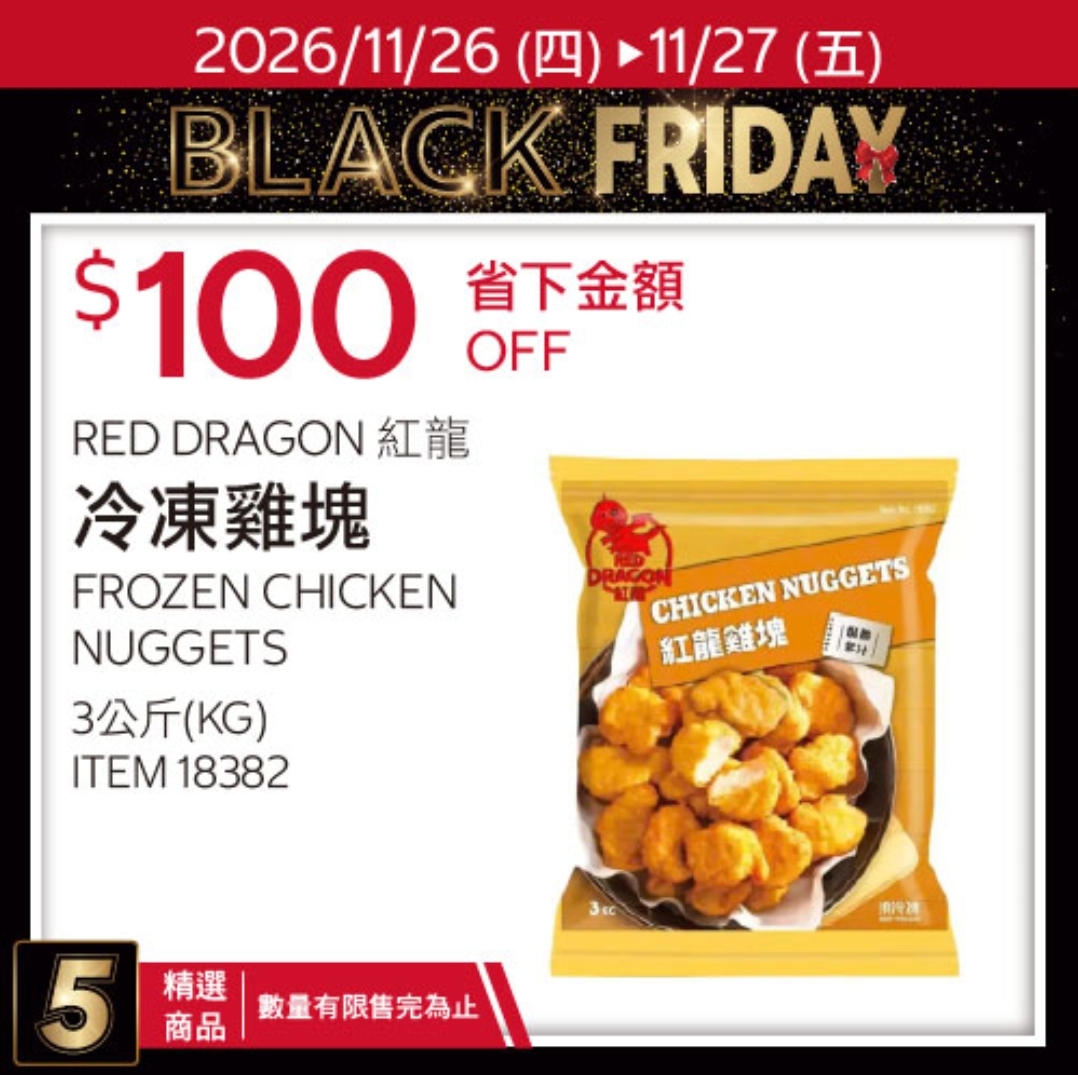 2026/11/26 (四)▶11/27 (五)
BLACK FRIDAY
$100
省下金額
OFF
RED DRAGON 紅龍
冷凍雞塊
FROZEN CHICKEN
NUGGETS
3公斤(KG)
ITEM 18382
RED
DRAGON
紅龍
CHICKEN NUGGETS
紅龍雞塊
3 KG
5
精選
商品
數量有限售完為止